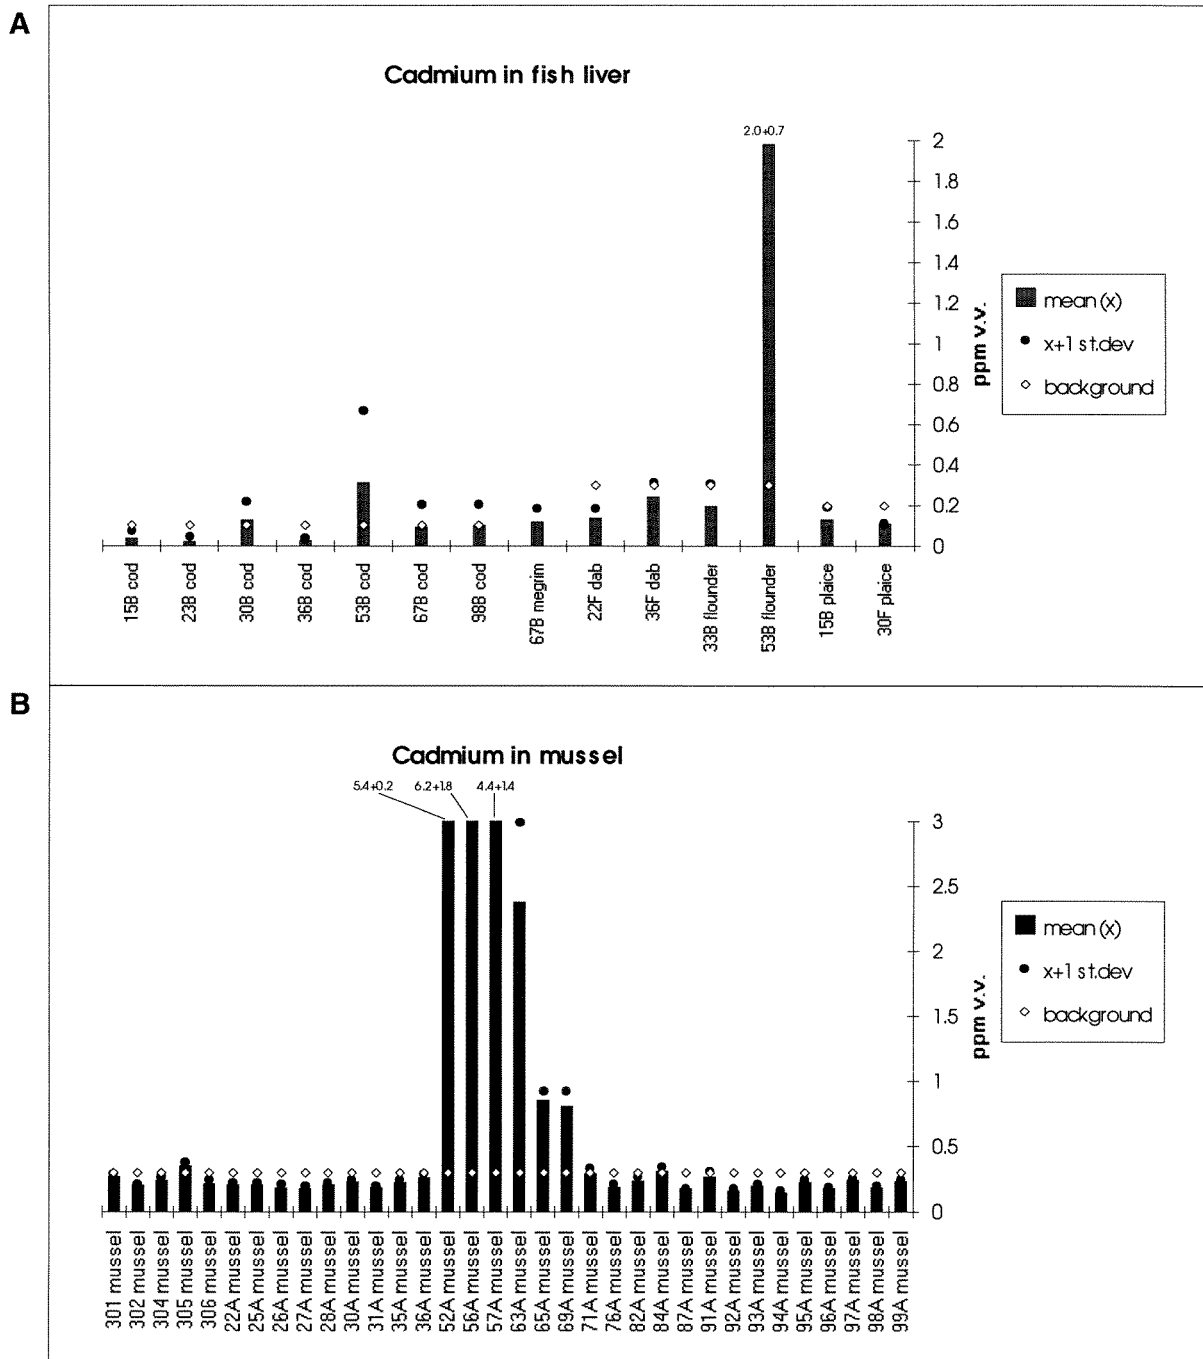 A
Cadmium in fish liver
2.0+0.7
2
1.8
1.6
1.4
1.2
1
0.8
0.6
0.4
0.2
0
ppm v.v.
mean (x)
x+1 st.dev
background
15B cod
23B cod
30B cod
36B cod
53B cod
67B cod
98B cod
67B megrim
22F dab
36F dab
33B flounder
53B flounder
15B plaice
30F plaice
B
Cadmium in mussel
5.4+0.2
6.2+1.8
4.4+1.4
3
2.5
2
1.5
1
0.5
0
ppm v.v.
mean (x)
x+1 st.dev
background
301 mussel
302 mussel
304 mussel
305 mussel
306 mussel
22A mussel
25A mussel
26A mussel
27A mussel
28A mussel
30A mussel
31A mussel
35A mussel
36A mussel
52A mussel
56A mussel
57A mussel
63A mussel
65A mussel
69A mussel
71A mussel
76A mussel
82A mussel
84A mussel
87A mussel
91A mussel
92A mussel
93A mussel
94A mussel
95A mussel
96A mussel
97A mussel
98A mussel
99A mussel